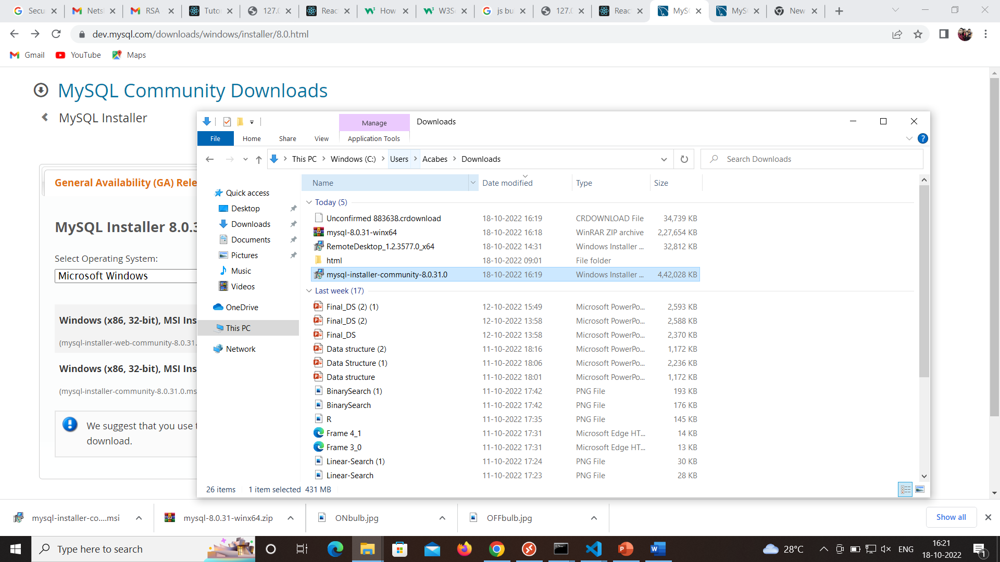 Secu
Nets
RSA
Tuto
127.0
Reac
How
W3S
js bu
127.0
Reac
MyS
MyS
New
dev.mysql.com/downloads/windows/installer/8.0.html
Gmail
YouTube
Maps
MySQL Community Downloads
MySQL Installer
General Availability (GA) Rele
MySQL Installer 8.0.3
Select Operating System:
Microsoft Windows
Windows (x86, 32-bit), MSI Ins
(mysql-installer-web-community-8.0.31.
Windows (x86, 32-bit), MSI Ins
(mysql-installer-community-8.0.31.0.ms
We suggest that you use t
download.
Manage
Downloads
File
Home
Share
View
Application Tools
This PC
Windows (C:)
Users
Acabes
Downloads
Search Downloads
Quick access
Desktop
Downloads
Documents
Pictures
Music
Videos
OneDrive
This PC
Network
Name Date modified Type Size
Today (5)
Unconfirmed 883638.crdownload 18-10-2022 16:19 CRDOWNLOAD File 34,739 KB
mysql-8.0.31-winx64 18-10-2022 16:18 WinRAR ZIP archive 2,27,654 KB
RemoteDesktop_1.2.3577.0_x64 18-10-2022 14:31 Windows Installer ... 32,812 KB
html 18-10-2022 09:01 File folder
mysql-installer-community-8.0.31.0 18-10-2022 16:19 Windows Installer ... 4,42,028 KB
Last week (17)
Final_DS (2) (1) 12-10-2022 15:49 Microsoft PowerPo... 2,593 KB
Final_DS (2) 12-10-2022 13:58 Microsoft PowerPo... 2,588 KB
Final_DS 12-10-2022 13:58 Microsoft PowerPo... 2,370 KB
Data structure (2) 11-10-2022 18:16 Microsoft PowerPo... 1,172 KB
Data Structure (1) 11-10-2022 18:06 Microsoft PowerPo... 2,236 KB
Data structure 11-10-2022 18:01 Microsoft PowerPo... 1,172 KB
BinarySearch (1) 11-10-2022 17:42 PNG File 193 KB
BinarySearch 11-10-2022 17:42 PNG File 176 KB
R 11-10-2022 17:35 PNG File 145 KB
Frame 4_1 11-10-2022 17:31 Microsoft Edge HT... 14 KB
Frame 3_0 11-10-2022 17:31 Microsoft Edge HT... 13 KB
Linear-Search (1) 11-10-2022 17:24 PNG File 30 KB
Linear-Search 11-10-2022 17:23 PNG File 28 KB
26 items 1 item selected 431 MB
mysql-installer-co....msi
mysql-8.0.31-winx64.zip
ONbulb.jpg
OFFbulb.jpg
Show all
Type here to search
28°C
ENG
16:21
18-10-2022
1